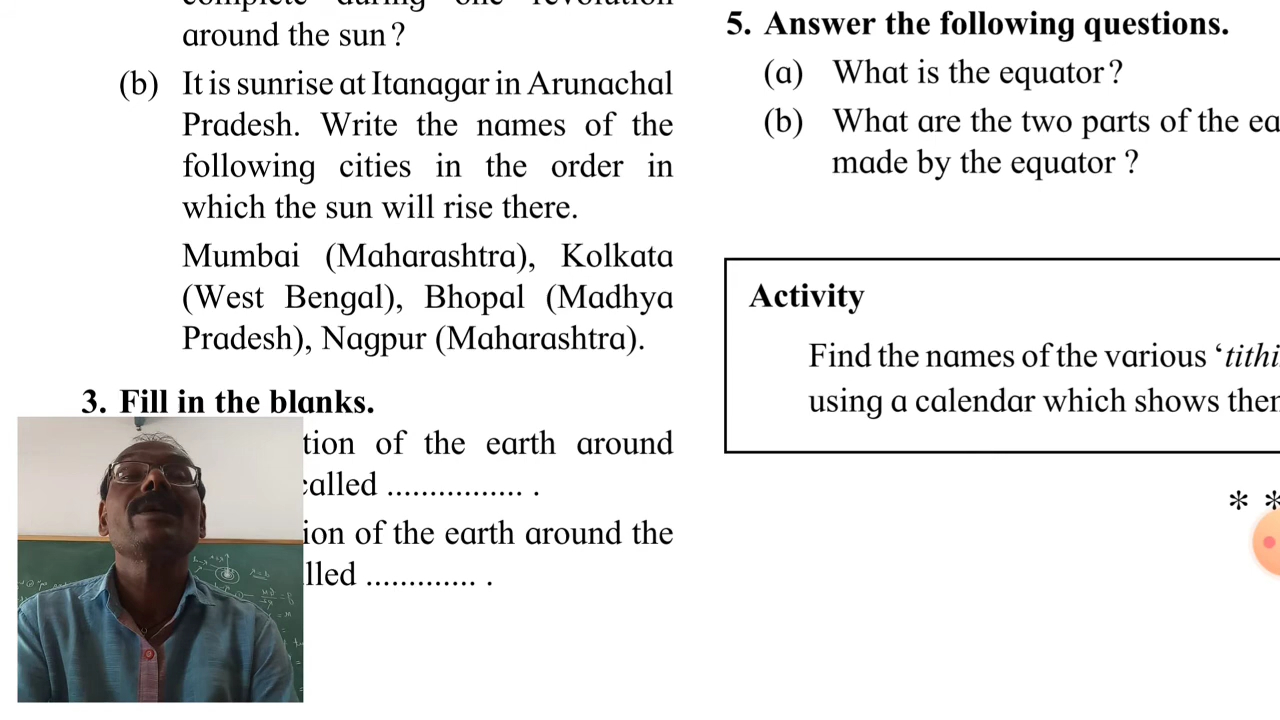 around the sun?
(b) It is sunrise at Itanagar in Arunachal
Pradesh. Write the names of the
following cities in the order in
which the sun will rise there.
Mumbai (Maharashtra), Kolkata
(West Bengal), Bhopal (Madhya
Pradesh), Nagpur (Maharashtra).
3. Fill in the blanks.
tion of the earth around
called ................ .
ion of the earth around the
lled ............. .
5. Answer the following questions.
(a) What is the equator?
(b) What are the two parts of the ea
made by the equator ?
Activity
Find the names of the various ‘tithi
using a calendar which shows ther
* *